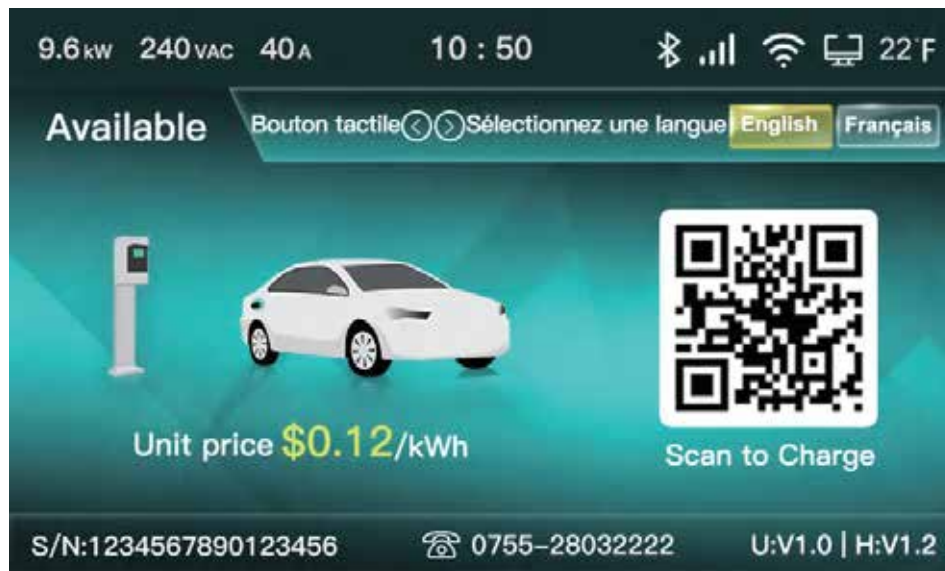 9.6kW 240VAC 40A 10 : 50 22°F
Available Bouton tactile Sélectionnez une langue English Français
Unit price $0.12/kWh
Scan to Charge
S/N:1234567890123456 0755-28032222 U:V1.0 | H:V1.2